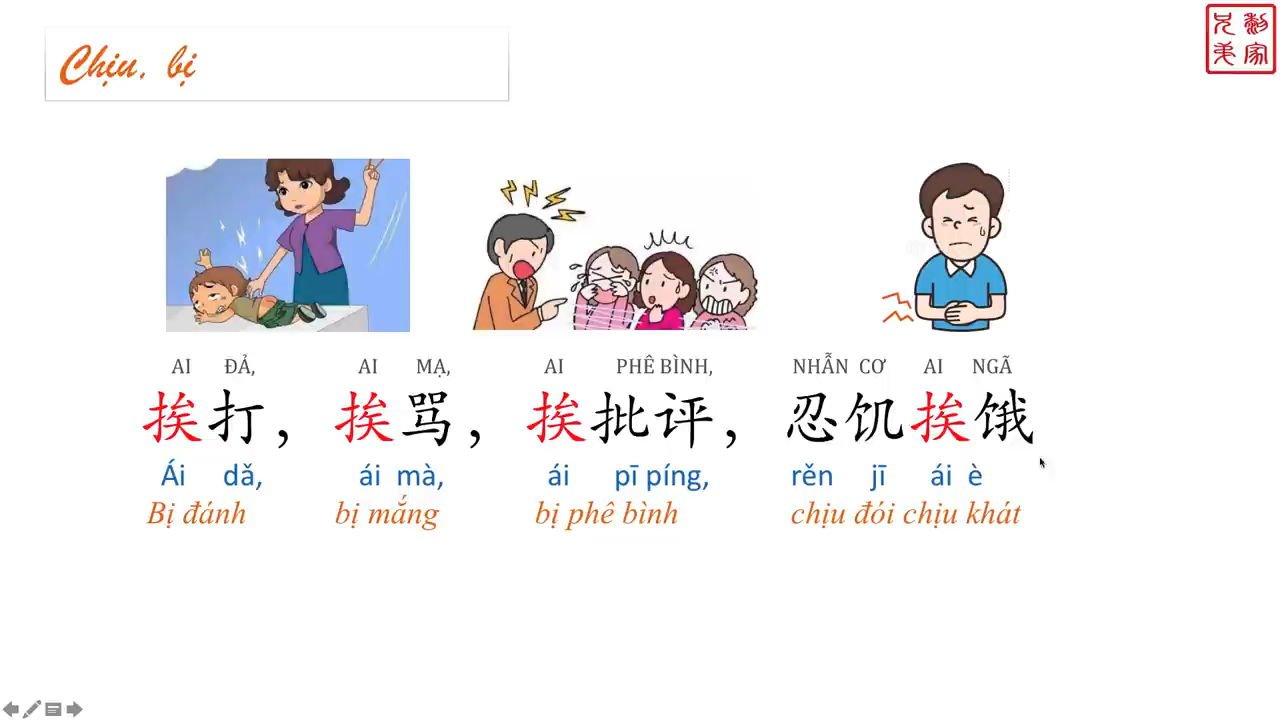 Chịu, bị
AI ĐẢ, AI MẠ, AI PHÊ BÌNH, NHẪN CƠ AI NGÃ
挨打，挨骂，挨批评，忍饥挨饿
Ái dǎ, ái mà, ái pī píng, rěn jī ái è
Bị đánh bị mắng bị phê bình chịu đói chịu khát